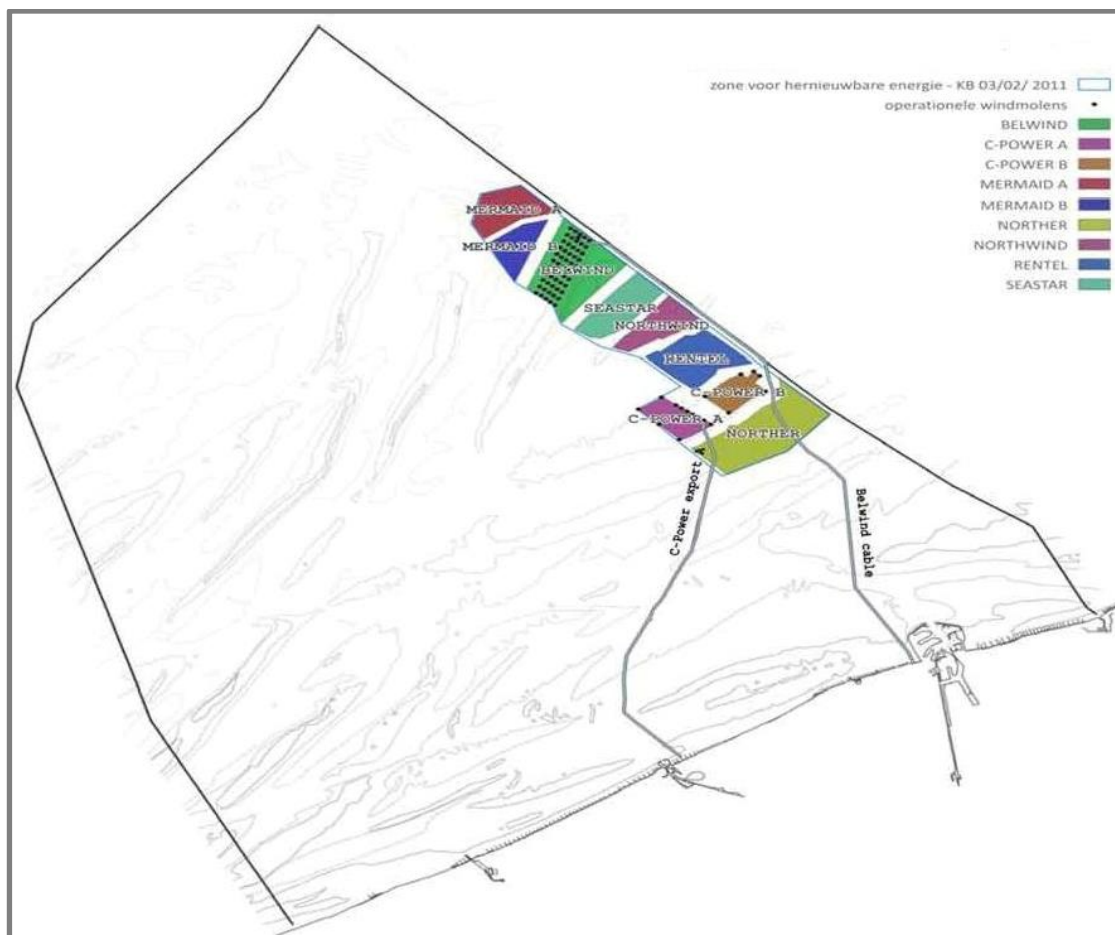 zone voor hernieuwbare energie - KB 03/02/ 2011
operationele windmolens
BELWIND
C-POWER A
C-POWER B
MERMAID A
MERMAID B
NORTHER
NORTHWIND
RENTEL
SEASTAR
MERMAID A
MERMAID B
BELWIND
SEASTAR
NORTHWIND
RENTEL
C-POWER B
C-POWER A
NORTHER
C-Power export A
Belwind cable